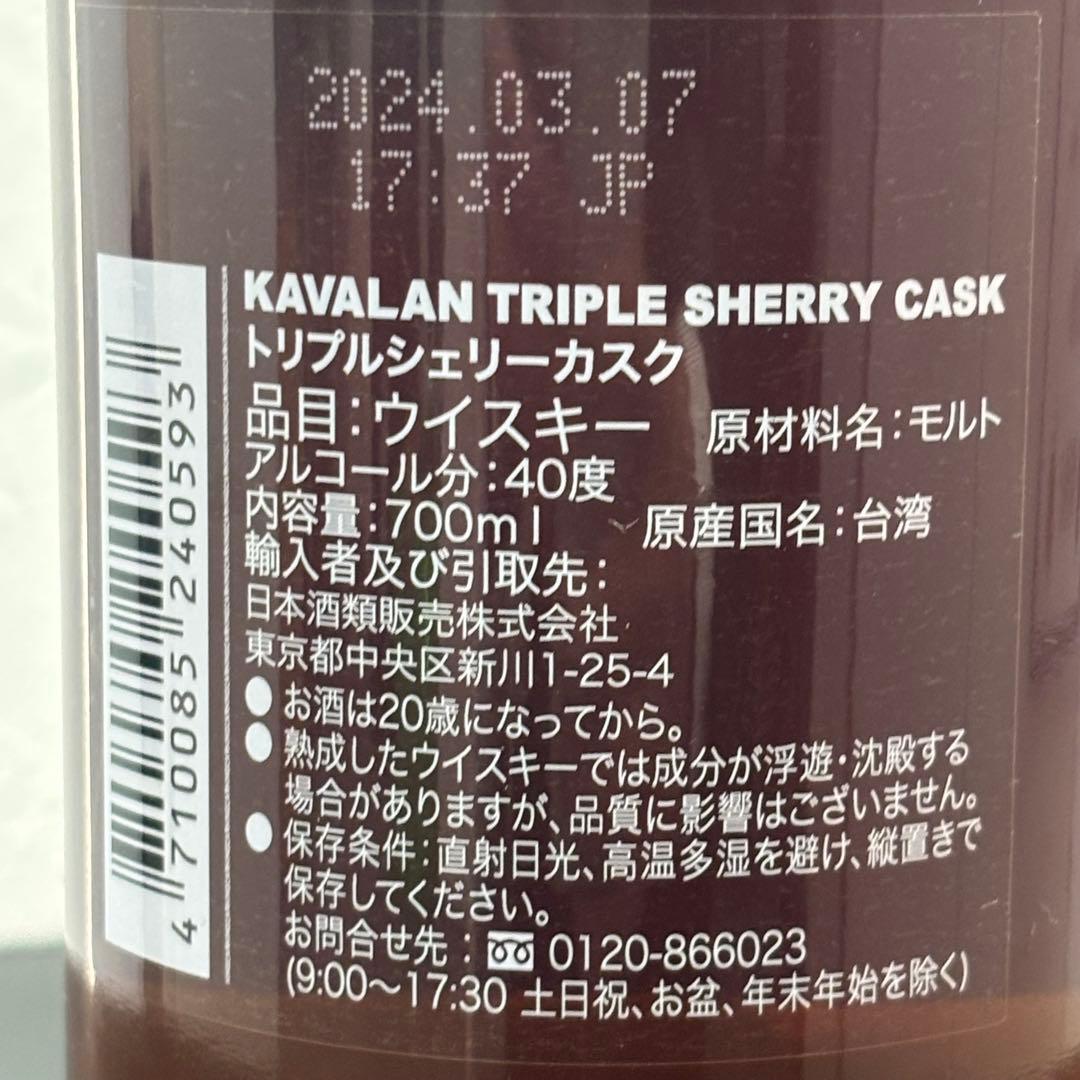 2024.03.07
17:37 JP
KAVALAN TRIPLE SHERRY CASK
トリプルシェリーカスク
品目:ウイスキー 原材料名:モルト
アルコール分:40度
内容量:700ml 原産国名:台湾
輸入者及び引取先:
日本酒類販売株式会社
東京都中央区新川1-25-4
●お酒は20歳になってから。
●熟成したウイスキーでは成分が浮遊・沈殿する
場合がありますが、品質に影響はございません。
●保存条件:直射日光、高温多湿を避け、縦置きで
保存してください。
お問合せ先: 0120-866023
(9:00～17:30 土日祝、お盆、年末年始を除く)
4 710085 240593